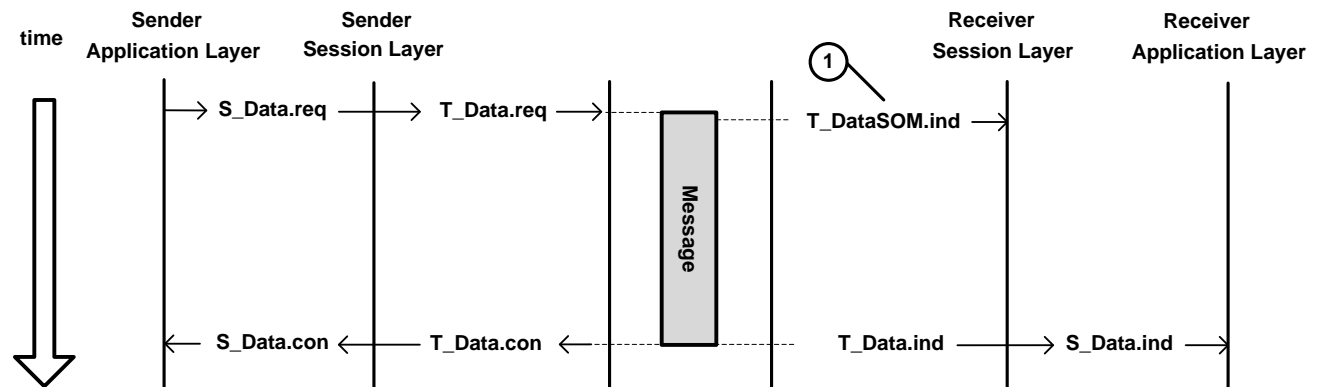 time
Sender
Application Layer
Sender
Session Layer
Receiver
Session Layer
Receiver
Application Layer
1
S_Data.req
T_Data.req
T_DataSOM.ind
Message
S_Data.con
T_Data.con
T_Data.ind
S_Data.ind